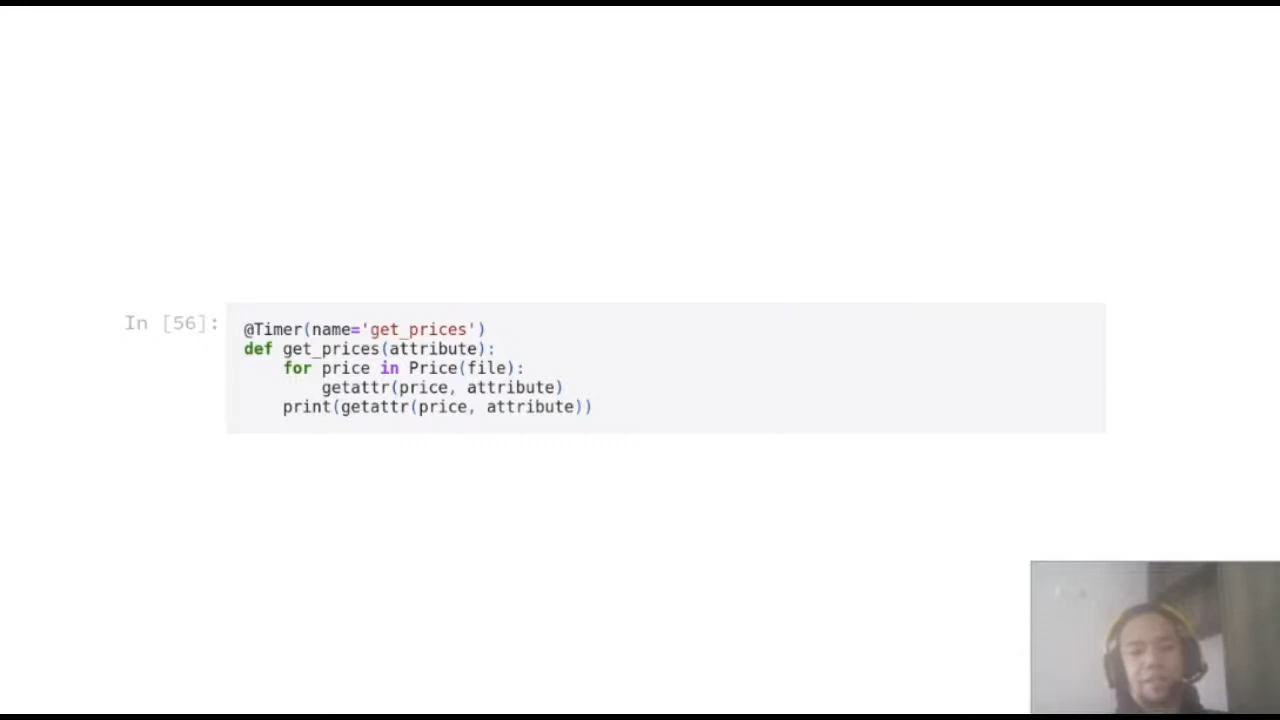 In [56]:
@Timer(name='get_prices')
def get_prices(attribute):
    for price in Price(file):
        getattr(price, attribute)
    print(getattr(price, attribute))